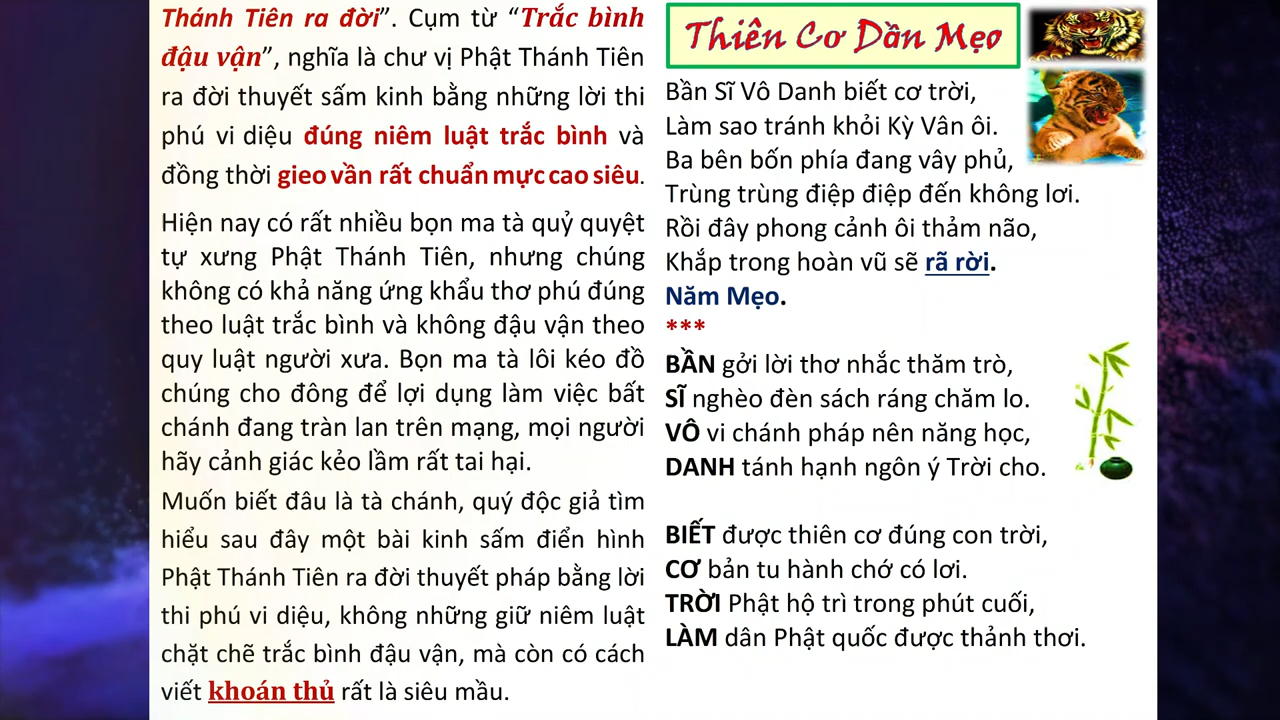 Thánh Tiên ra đời”. Cụm từ “Trắc bình
đậu vận”, nghĩa là chư vị Phật Thánh Tiên
ra đời thuyết sấm kinh bằng những lời thi
phú vi diệu đúng niêm luật trắc bình và
đồng thời gieo vần rất chuẩn mực cao siêu.
Hiện nay có rất nhiều bọn ma tà quỷ quyệt
tự xưng Phật Thánh Tiên, nhưng chúng
không có khả năng ứng khẩu thơ phú đúng
theo luật trắc bình và không đậu vận theo
quy luật người xưa. Bọn ma tà lôi kéo đồ
chúng cho đông để lợi dụng làm việc bất
chánh đang tràn lan trên mạng, mọi người
hãy cảnh giác kẻo lầm rất tai hại.
Muốn biết đâu là tà chánh, quý độc giả tìm
hiểu sau đây một bài kinh sấm điển hình
Phật Thánh Tiên ra đời thuyết pháp bằng lời
thi phú vi diệu, không những giữ niêm luật
chặt chẽ trắc bình đậu vận, mà còn có cách
viết khoán thủ rất là siêu mầu.
Thiên Cơ Dần Mẹo
Bần Sĩ Vô Danh biết cơ trời,
Làm sao tránh khỏi Kỳ Vân ôi.
Ba bên bốn phía đang vây phủ,
Trùng trùng điệp điệp đến không lơi.
Rồi đây phong cảnh ôi thảm não,
Khắp trong hoàn vũ sẽ rã rời.
Năm Mẹo.
***
BẦN gởi lời thơ nhắc thăm trò,
SĨ nghèo đèn sách ráng chăm lo.
VÔ vi chánh pháp nên năng học,
DANH tánh hạnh ngôn ý Trời cho.
BIẾT được thiên cơ đúng con trời,
CƠ bản tu hành chớ có lơi.
TRỜI Phật hộ trì trong phút cuối,
LÀM dân Phật quốc được thảnh thơi.